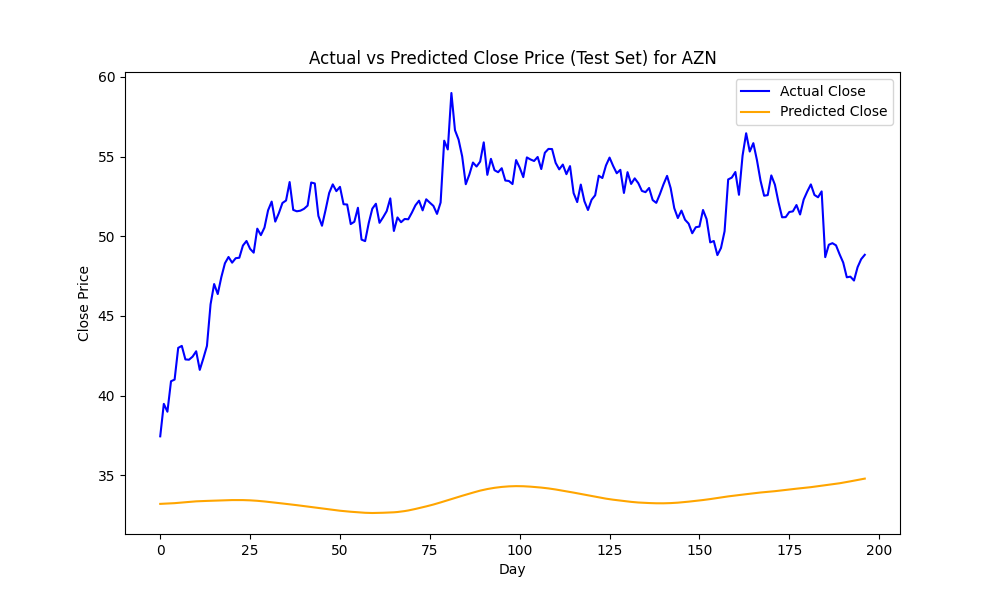 Actual vs Predicted Close Price (Test Set) for AZN
Actual Close
Predicted Close
Close Price
60
55
50
45
40
35
0 25 50 75 100 125 150 175 200
Day